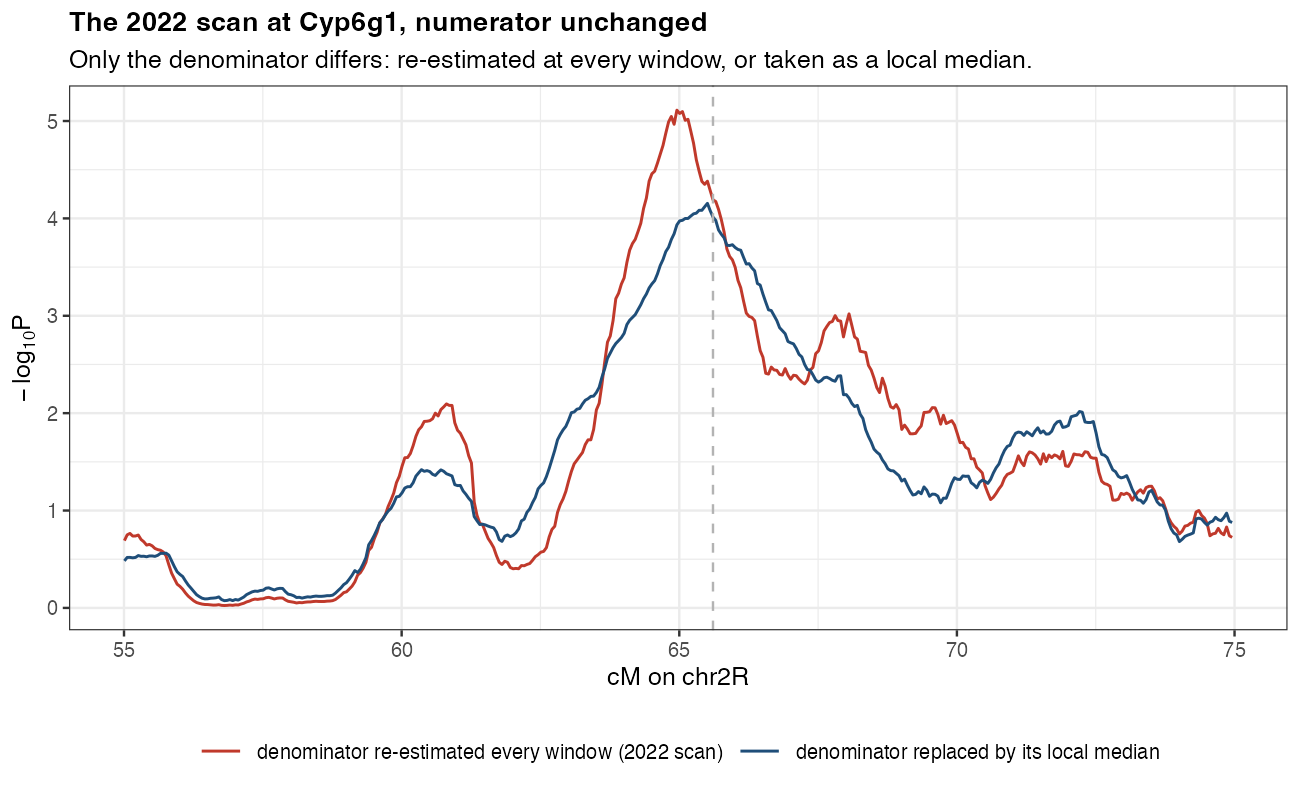 The 2022 scan at Cyp6g1, numerator unchanged
Only the denominator differs: re-estimated at every window, or taken as a local median.
5
4
3
2
1
0
−log10P
55 60 65 70 75
cM on chr2R
denominator re-estimated every window (2022 scan) denominator replaced by its local median